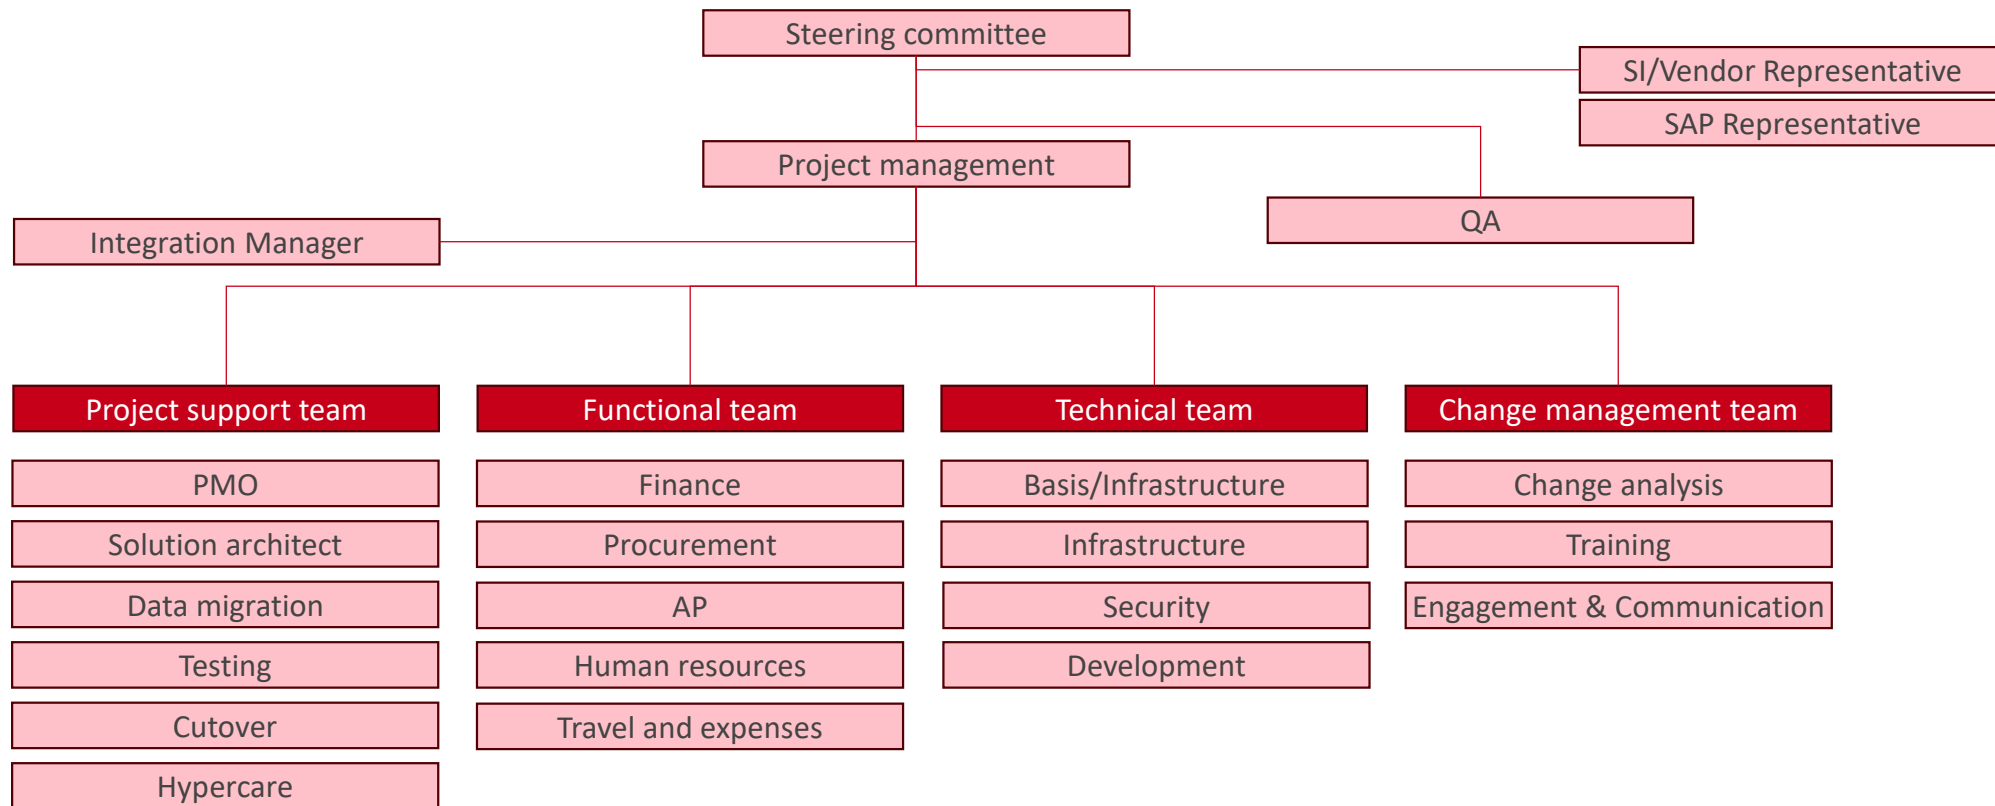 Steering committee
SI/Vendor Representative
SAP Representative
Project management
QA
Integration Manager
Project support team
PMO
Solution architect
Data migration
Testing
Cutover
Hypercare
Functional team
Finance
Procurement
AP
Human resources
Travel and expenses
Technical team
Basis/Infrastructure
Infrastructure
Security
Development
Change management team
Change analysis
Training
Engagement & Communication